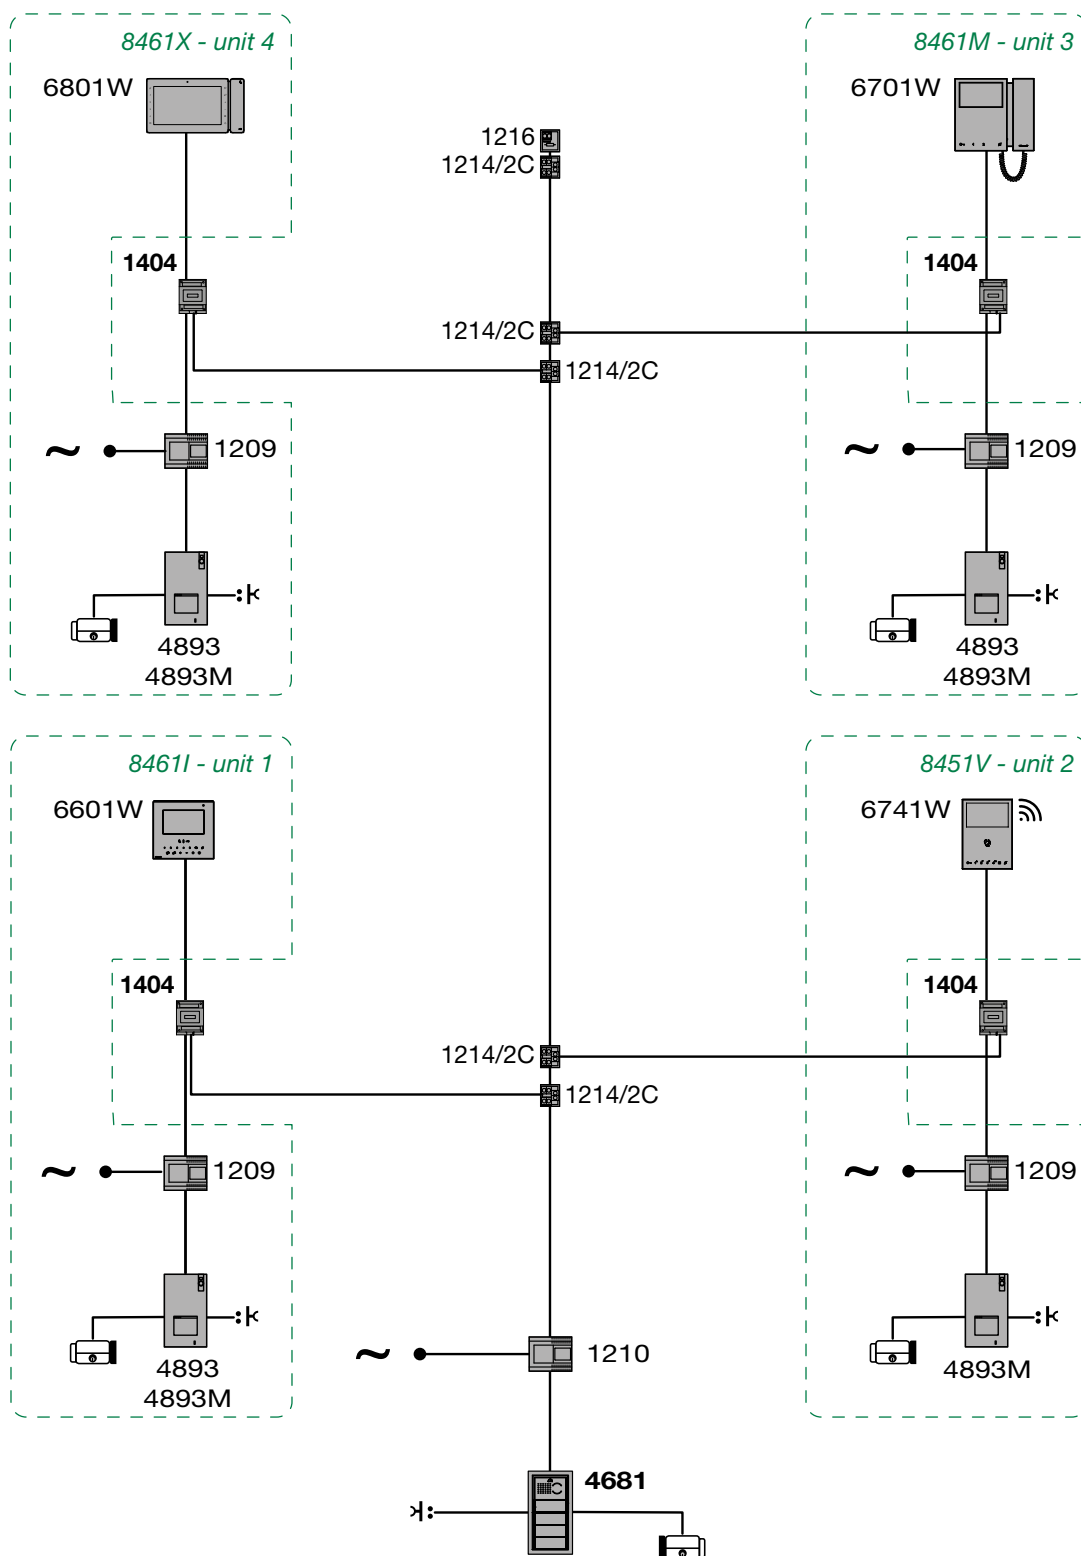 8461X - unit 4
6801W
1404
1209
4893
4893M
1216
1214/2C
1214/2C
1214/2C
8461M - unit 3
6701W
1404
1209
4893
4893M
8461I - unit 1
6601W
1404
1209
4893
4893M
1214/2C
1214/2C
1210
4681
8451V - unit 2
6741W
1404
1209
4893M